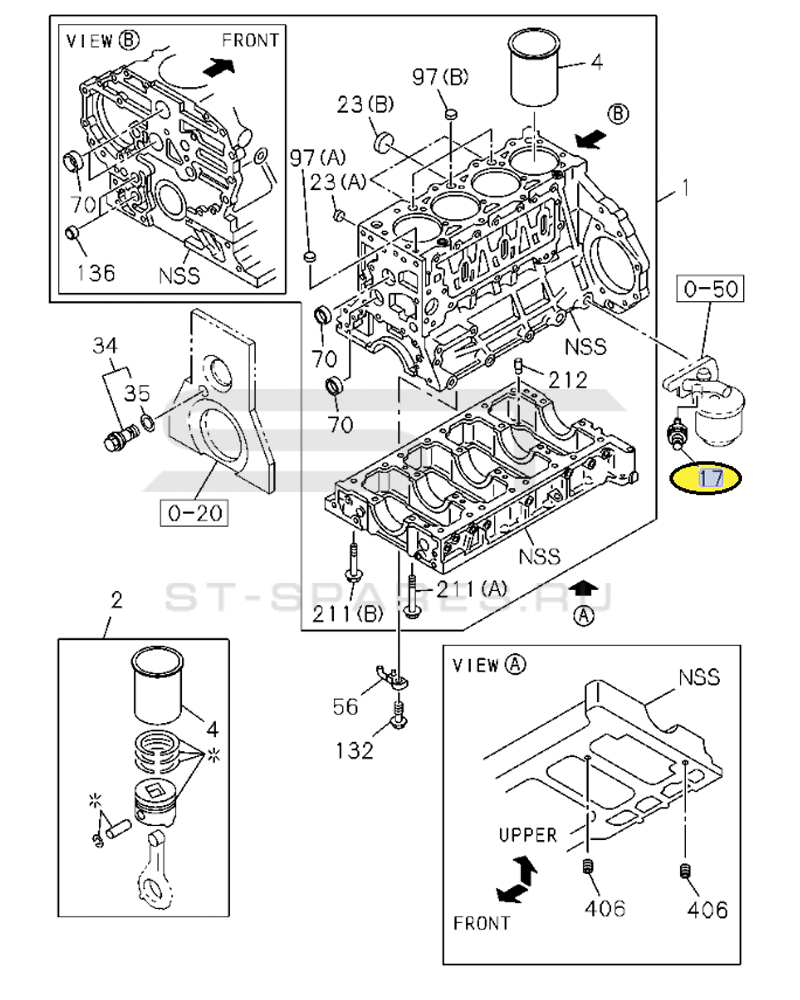 VIEW B
FRONT
70
136
NSS
97(B)
23(B)
97(A)
23(A)
4
B
1
0-50
NSS
70
70
212
34
35
0-20
17
NSS
211(A)
211(B)
A
ST-SPARES.RU
2
4
*
*
56
132
VIEW A
NSS
UPPER
FRONT
406
406